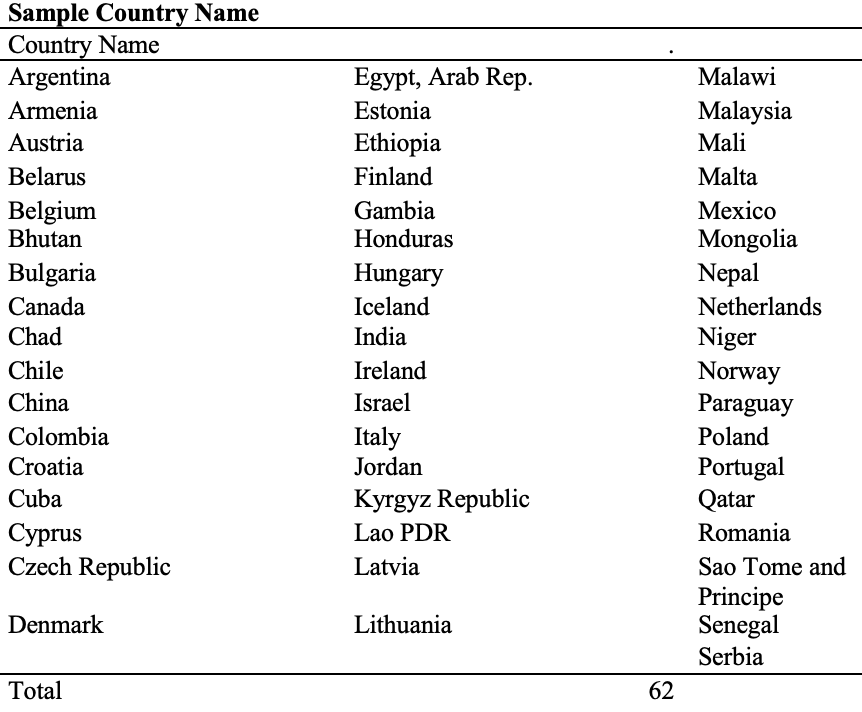 Sample Country Name
Country Name .
Argentina Egypt, Arab Rep. Malawi
Armenia Estonia Malaysia
Austria Ethiopia Mali
Belarus Finland Malta
Belgium Gambia Mexico
Bhutan Honduras Mongolia
Bulgaria Hungary Nepal
Canada Iceland Netherlands
Chad India Niger
Chile Ireland Norway
China Israel Paraguay
Colombia Italy Poland
Croatia Jordan Portugal
Cuba Kyrgyz Republic Qatar
Cyprus Lao PDR Romania
Czech Republic Latvia Sao Tome and
Principe
Denmark Lithuania Senegal
Serbia
Total 62